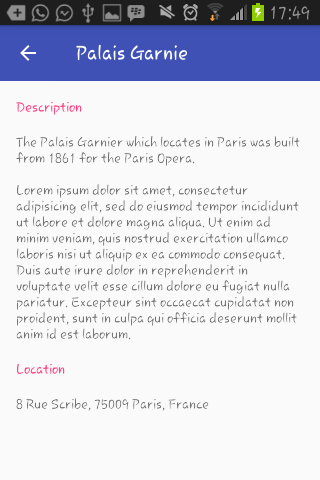 17:49
Palais Garnie
Description
The Palais Garnier which locates in Paris was built
from 1861 for the Paris Opera.
Lorem ipsum dolor sit amet, consectetur
adipisicing elit, sed do eiusmod tempor incididunt
ut labore et dolore magna aliqua. Ut enim ad
minim veniam, quis nostrud exercitation ullamco
laboris nisi ut aliquip ex ea commodo consequat.
Duis aute irure dolor in reprehenderit in
voluptate velit esse cillum dolore eu fugiat nulla
pariatur. Excepteur sint occaecat cupidatat non
proident, sunt in culpa qui officia deserunt mollit
anim id est laborum.
Location
8 Rue Scribe, 75009 Paris, France